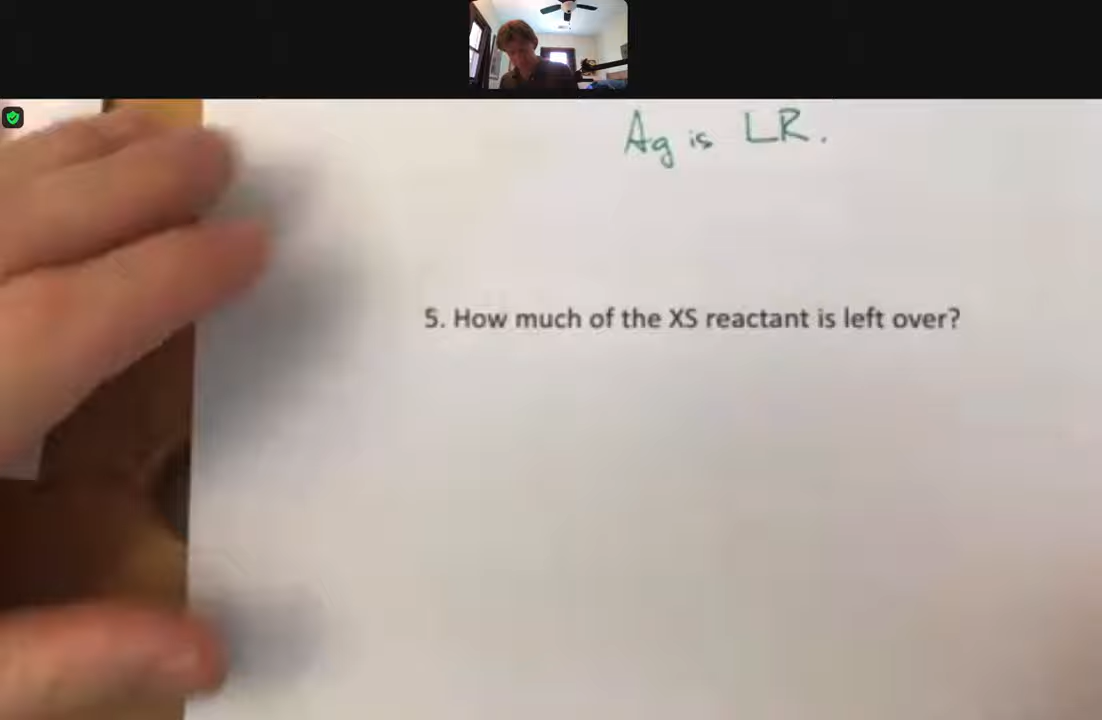 Ag is LR.
5. How much of the XS reactant is left over?